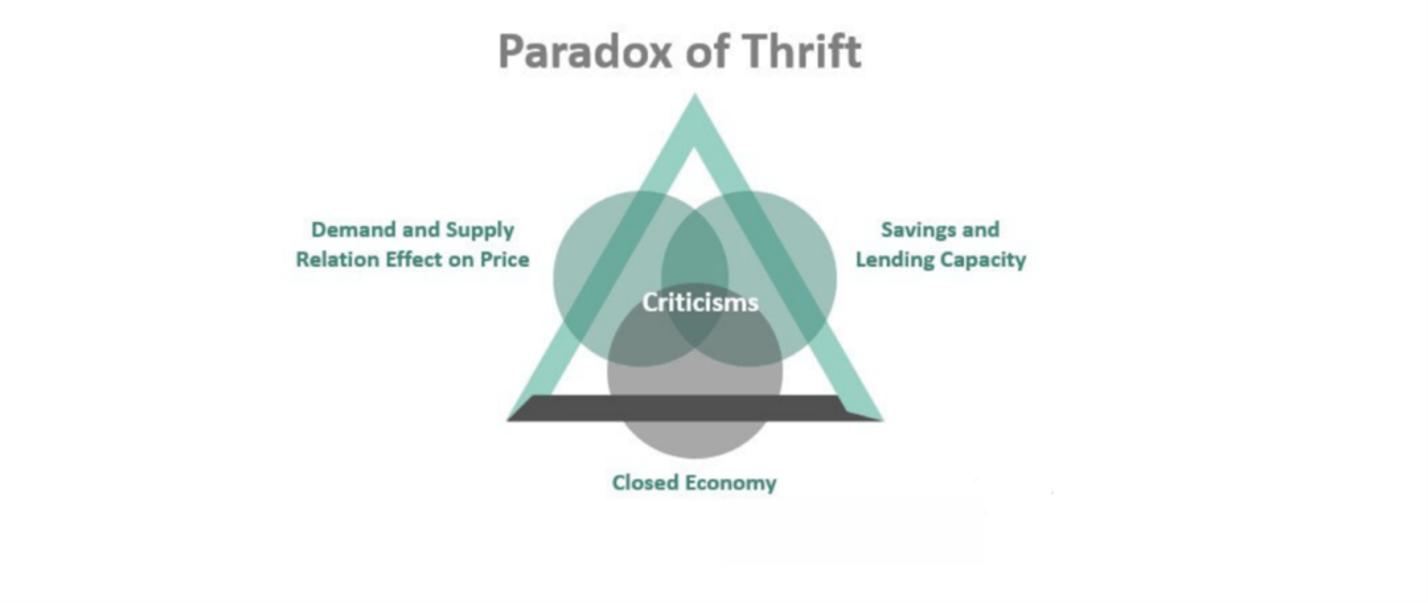 Paradox of Thrift
Demand and Supply
Relation Effect on Price
Savings and
Lending Capacity
Criticisms
Closed Economy